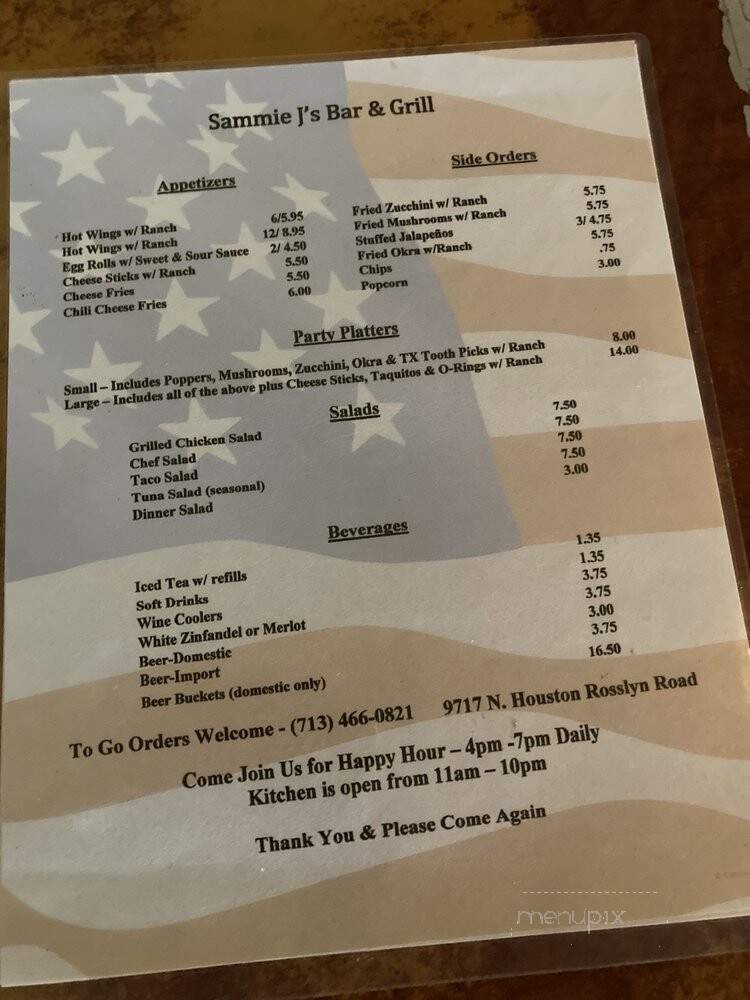 Sammie J's Bar & Grill
Appetizers
Hot Wings w/ Ranch 6/5.95
Hot Wings w/ Ranch 12/ 8.95
Egg Rolls w/ Sweet & Sour Sauce 2/ 4.50
Cheese Sticks w/ Ranch 5.50
Cheese Fries 5.50
Chili Cheese Fries 6.00
Side Orders
Fried Zucchini w/ Ranch 5.75
Fried Mushrooms w/ Ranch 5.75
Stuffed Jalapeños 3/ 4.75
Fried Okra w/Ranch 5.75
Chips .75
Popcorn 3.00
Party Platters
Small – Includes Poppers, Mushrooms, Zucchini, Okra & TX Tooth Picks w/ Ranch 8.00
Large – Includes all of the above plus Cheese Sticks, Taquitos & O-Rings w/ Ranch 14.00
Salads
Grilled Chicken Salad 7.50
Chef Salad 7.50
Taco Salad 7.50
Tuna Salad (seasonal) 7.50
Dinner Salad 3.00
Beverages
Iced Tea w/ refills 1.35
Soft Drinks 1.35
Wine Coolers 3.75
White Zinfandel or Merlot 3.75
Beer-Domestic 3.00
Beer-Import 3.75
Beer Buckets (domestic only) 16.50
To Go Orders Welcome - (713) 466-0821 9717 N. Houston Rosslyn Road
Come Join Us for Happy Hour – 4pm -7pm Daily
Kitchen is open from 11am – 10pm
Thank You & Please Come Again
menupix